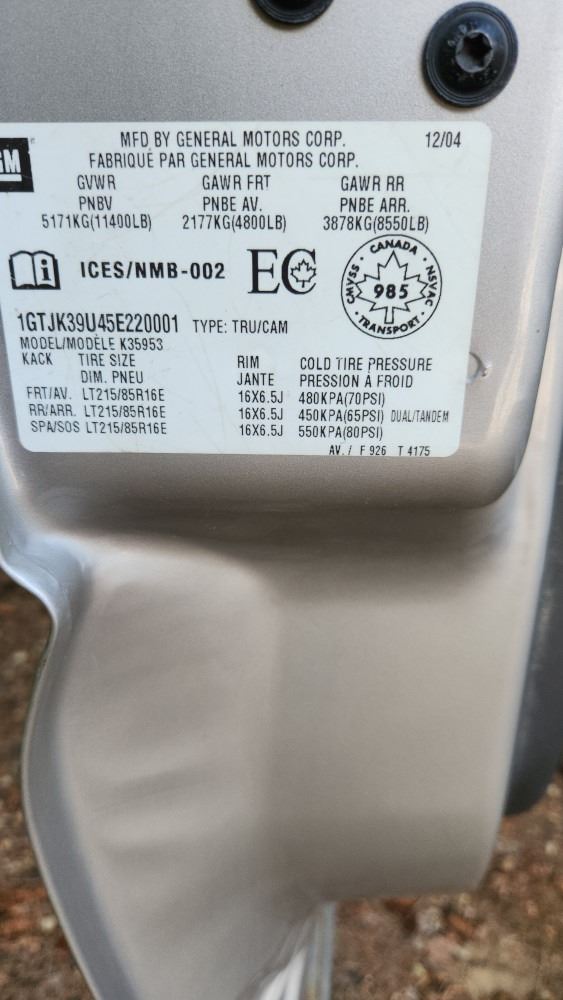 GM
MFD BY GENERAL MOTORS CORP. 12/04
FABRIQUÉ PAR GENERAL MOTORS CORP.
GVWR GAWR FRT GAWR RR
PNBV PNBE AV. PNBE ARR.
5171KG(11400LB) 2177KG(4800LB) 3878KG(8550LB)
ICES/NMB-002 EC CANADA CMVSS 985 NSVAC TRANSPORT
1GTJK39U45E220001 TYPE: TRU/CAM
MODEL/MODÈLE K35953
KACK TIRE SIZE RIM COLD TIRE PRESSURE
DIM. PNEU JANTE PRESSION À FROID
FRT/AV. LT215/85R16E 16X6.5J 480KPA(70PSI)
RR/ARR. LT215/85R16E 16X6.5J 450KPA(65PSI) DUAL/TANDEM
SPA/SOS LT215/85R16E 16X6.5J 550KPA(80PSI)
AV. / F 926 T 4175